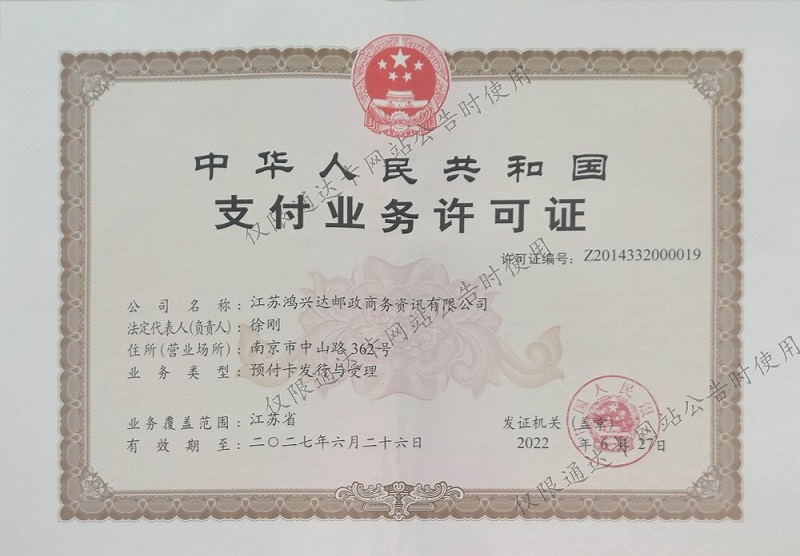 中华人民共和国
支付业务许可证
许可证编号：Z2014332000019
公司名称：江苏鸿兴达邮政商务资讯有限公司
法定代表人(负责人)：徐刚
住所(营业场所)：南京市中山路362号
业务类型：预付卡发行与受理
业务覆盖范围：江苏省
有效期至：二〇二七年六月二十六日
发证机关（盖章）
2022年6月27日
仅限通达卡网站公告时使用
仅限通达卡网站公告时使用
仅限通达卡网站公告时使用